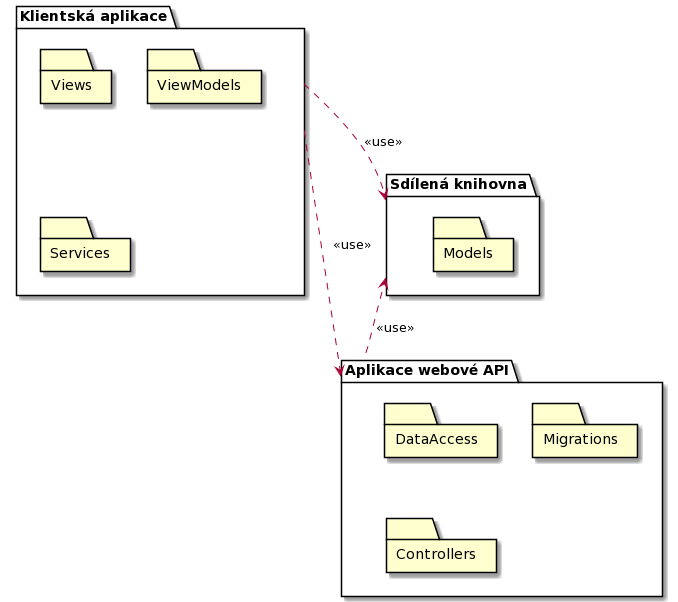 Klientská aplikace
Views
ViewModels
Services
«use»
«use»
Sdílená knihovna
Models
«use»
Aplikace webové API
DataAccess
Migrations
Controllers